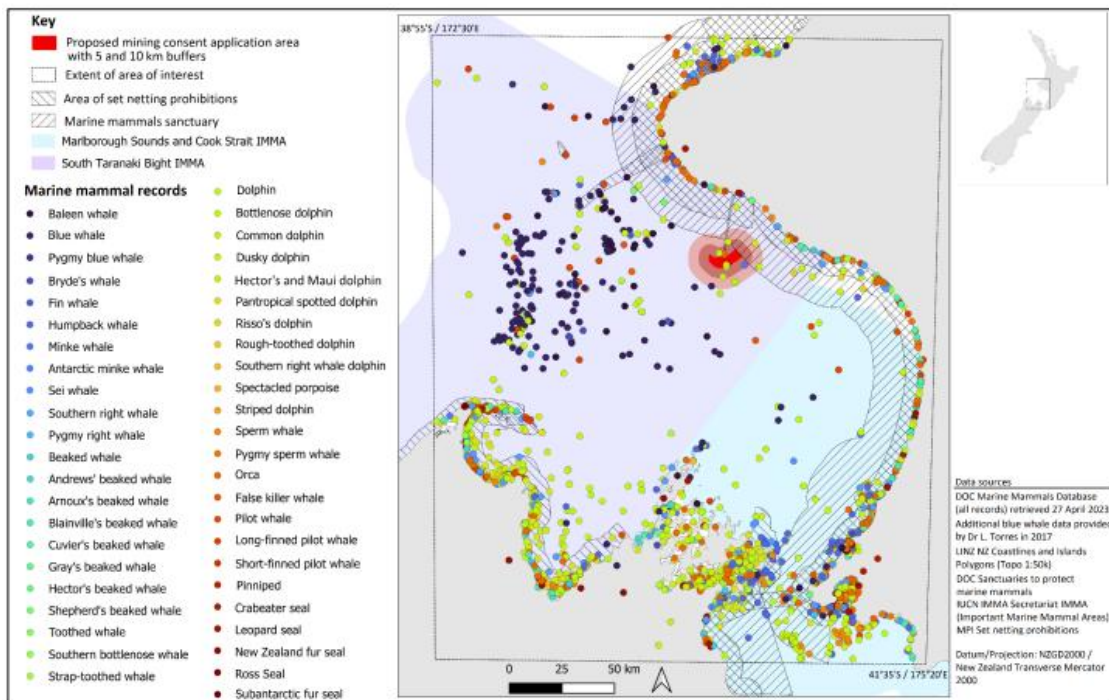 Key
Proposed mining consent application area
with 5 and 10 km buffers
Extent of area of interest
Area of set netting prohibitions
Marine mammals sanctuary
Marlborough Sounds and Cook Strait IMMA
South Taranaki Bight IMMA
Marine mammal records
Baleen whale
Blue whale
Pygmy blue whale
Bryde's whale
Fin whale
Humpback whale
Minke whale
Antarctic minke whale
Sei whale
Southern right whale
Pygmy right whale
Beaked whale
Andrews' beaked whale
Arnoux's beaked whale
Blainville's beaked whale
Cuvier's beaked whale
Gray's beaked whale
Hector's beaked whale
Shepherd's beaked whale
Toothed whale
Southern bottlenose whale
Strap-toothed whale
Dolphin
Bottlenose dolphin
Common dolphin
Dusky dolphin
Hector's and Maui dolphin
Pantropical spotted dolphin
Risso's dolphin
Rough-toothed dolphin
Southern right whale dolphin
Spectacled porpoise
Striped dolphin
Sperm whale
Pygmy sperm whale
Orca
False killer whale
Pilot whale
Long-finned pilot whale
Short-finned pilot whale
Pinniped
Crabeater seal
Leopard seal
New Zealand fur seal
Ross Seal
Subantarctic fur seal
38°55'S / 172°30'E
0 25 50 km
41°35'S / 175°20'E
Data sources
DOC Marine Mammals Database
(all records) retrieved 27 April 2023
Additional blue whale data provided
by Dr L. Torres in 2017
LINZ NZ Coastlines and Islands
Polygons (Topo 1:50k)
DOC Sanctuaries to protect
marine mammals
IUCN IMMA Secretariat IMMA
(Important Marine Mammal Areas)
MPI Set netting prohibitions
Datum/Projection: NZGD2000 /
New Zealand Transverse Mercator
2000